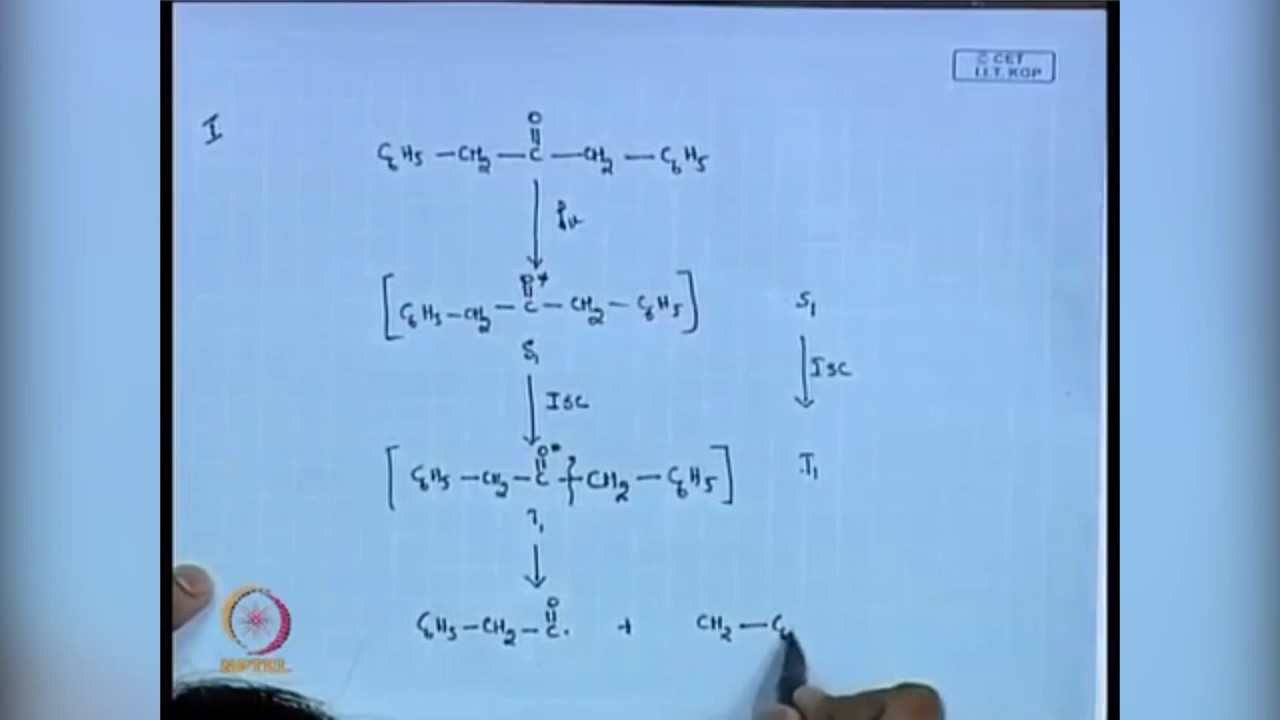 © CET
I.I.T. KGP
I
O
C6H5 — CH2 — C — CH2 — C6H5
hν
O*
[C6H5 — CH2 — C — CH2 — C6H5] S1
S1
ISC ISC
O*
[C6H5 — CH2 — C — CH2 — C6H5] T1
T1
O
C6H5 — CH2 — C· + CH2 — C6
NPTEL